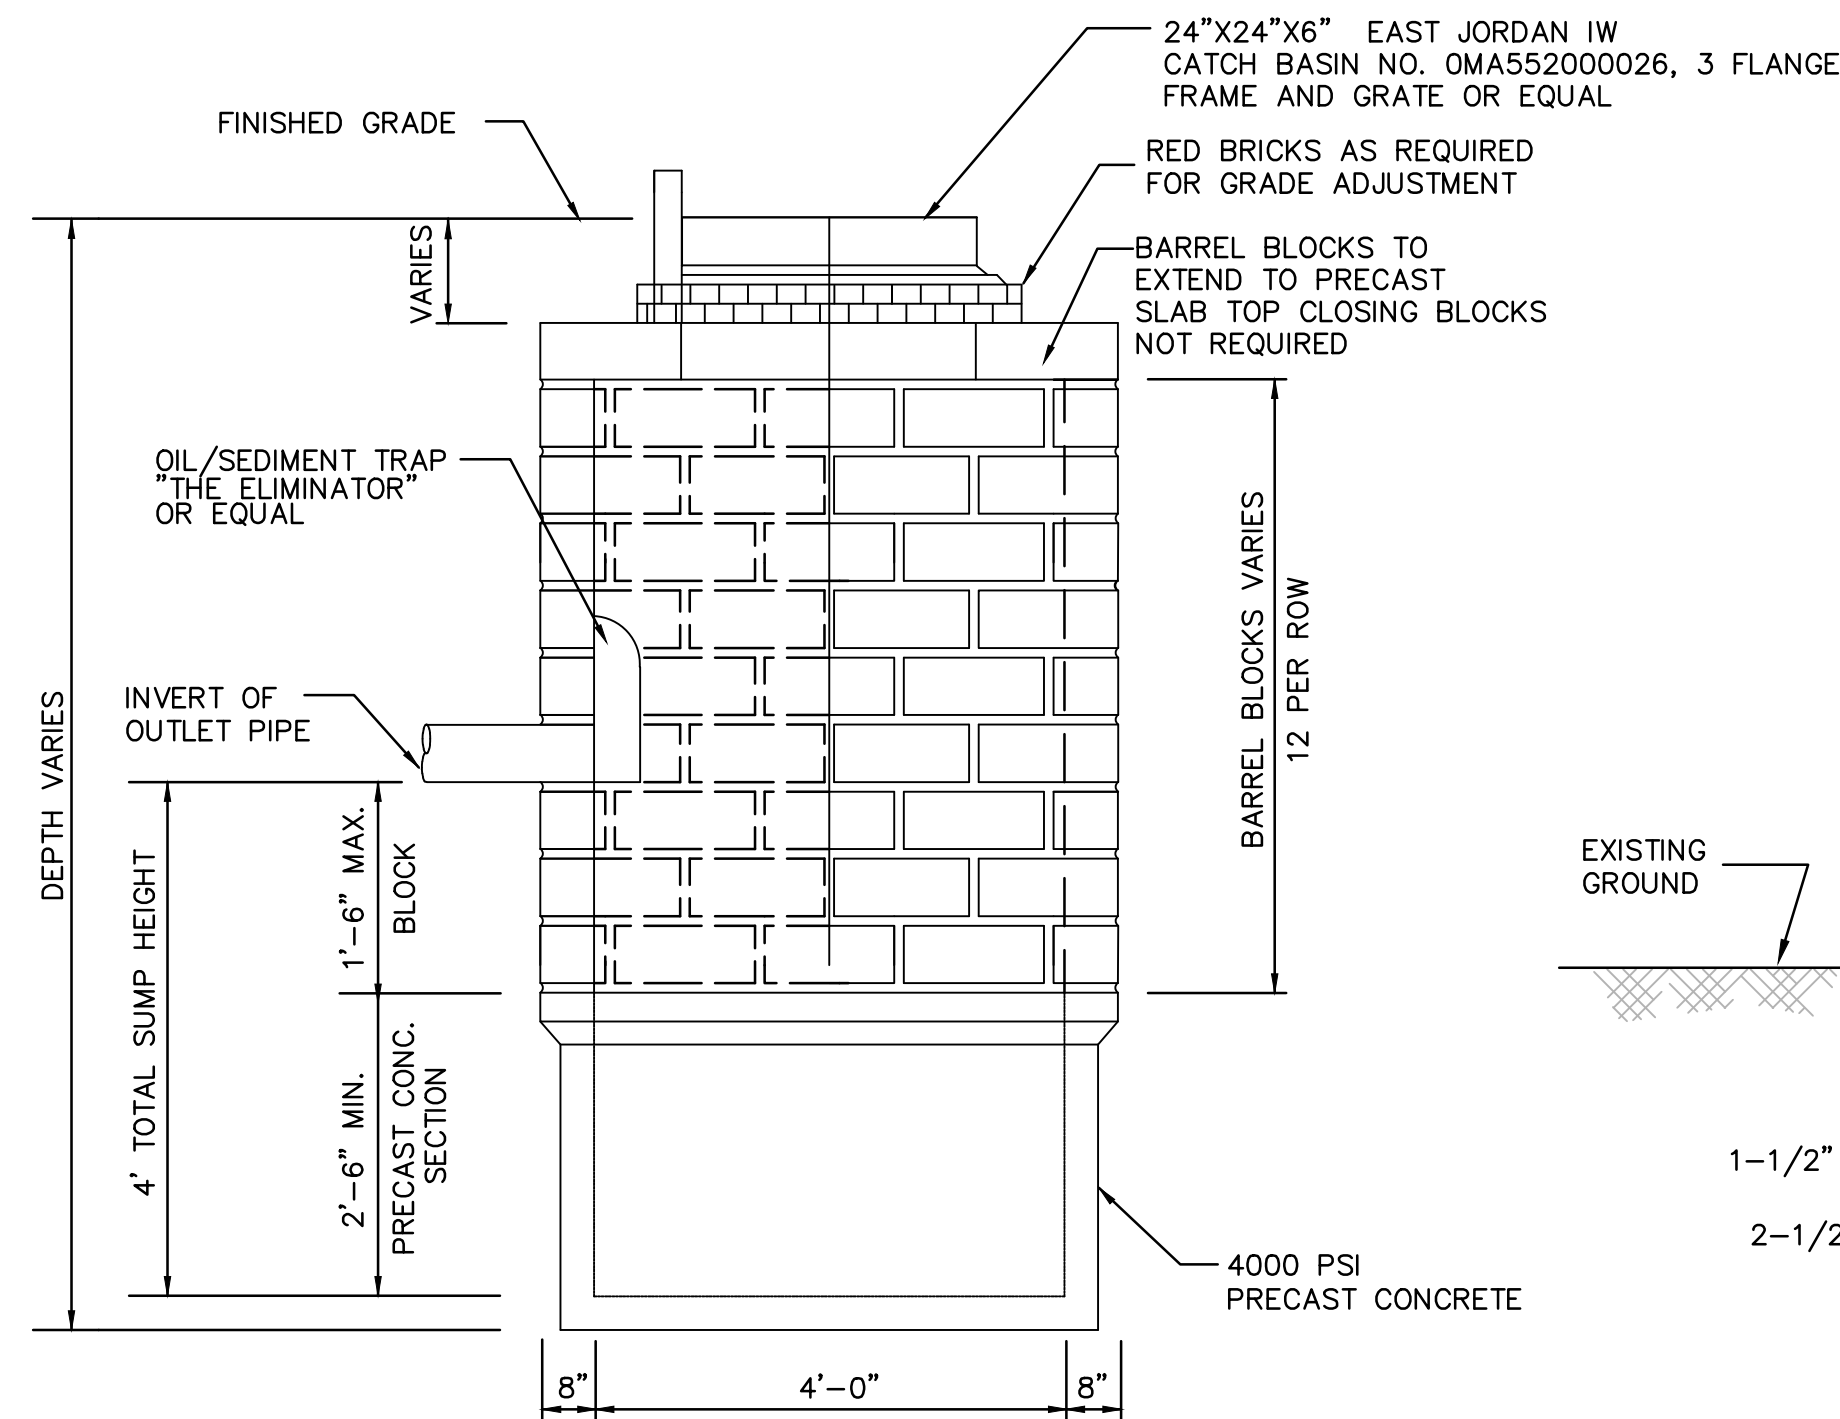 24"X24"X6" EAST JORDAN IW
CATCH BASIN NO. 0MA552000026, 3 FLANGE
FRAME AND GRATE OR EQUAL
FINISHED GRADE
RED BRICKS AS REQUIRED
FOR GRADE ADJUSTMENT
VARIES
BARREL BLOCKS TO
EXTEND TO PRECAST
SLAB TOP CLOSING BLOCKS
NOT REQUIRED
OIL/SEDIMENT TRAP
"THE ELIMINATOR"
OR EQUAL
BARREL BLOCKS VARIES
12 PER ROW
INVERT OF
OUTLET PIPE
DEPTH VARIES
4' TOTAL SUMP HEIGHT
1'-6" MAX.
BLOCK
2'-6" MIN.
PRECAST CONC.
SECTION
EXISTING
GROUND
1-1/2"
2-1/2
4000 PSI
PRECAST CONCRETE
8"
4'-0"
8"